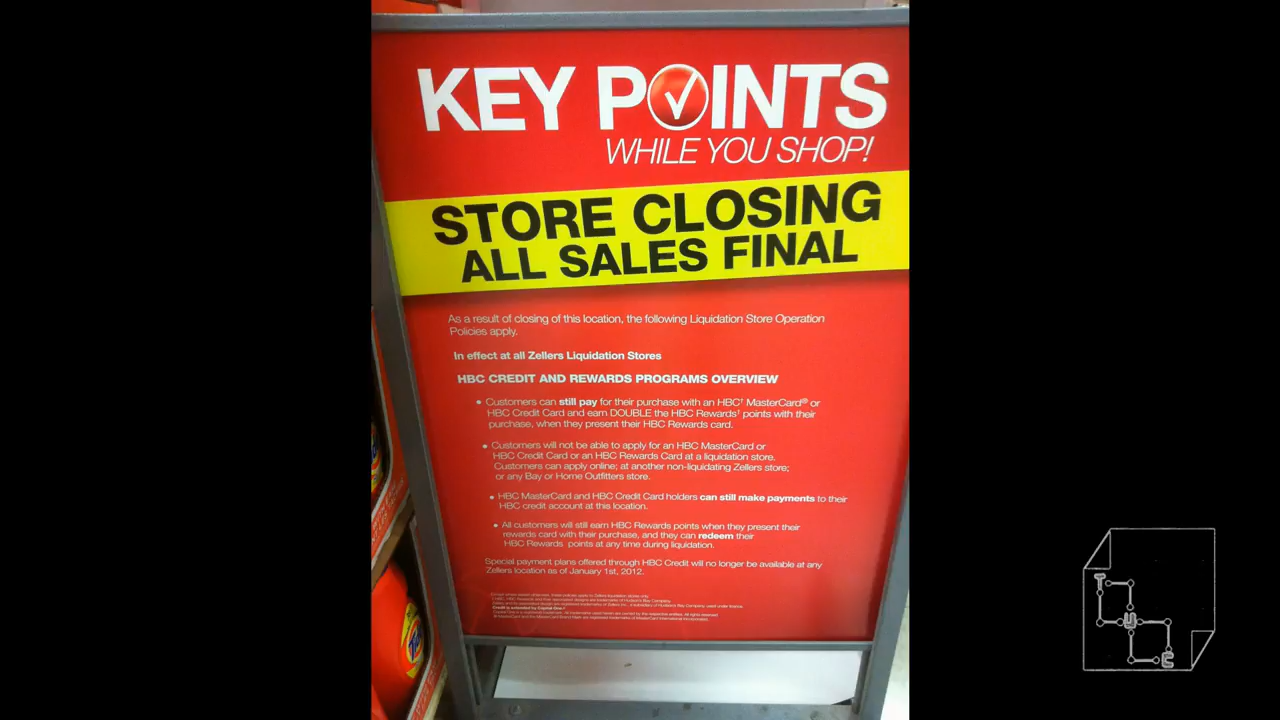 KEY POINTS
WHILE YOU SHOP!
STORE CLOSING
ALL SALES FINAL
As a result of closing of this location, the following Liquidation Store Operation
Policies apply.
In effect at all Zellers Liquidation Stores
HBC CREDIT AND REWARDS PROGRAMS OVERVIEW
• Customers can still pay for their purchase with an HBC† MasterCard® or
HBC Credit Card and earn DOUBLE the HBC Rewards† points with their
purchase, when they present their HBC Rewards card.
• Customers will not be able to apply for an HBC MasterCard or
HBC Credit Card or an HBC Rewards Card at a liquidation store.
Customers can apply online; at another non-liquidating Zellers store;
or any Bay or Home Outfitters store.
• HBC MasterCard and HBC Credit Card holders can still make payments to their
HBC credit account at this location.
• All customers will still earn HBC Rewards points when they present their
rewards card with their purchase, and they can redeem their
HBC Rewards points at any time during liquidation.
Special payment plans offered through HBC Credit will no longer be available at any
Zellers location as of January 1st, 2012.
Credit is extended by Capital One.
Tide
T
U
E